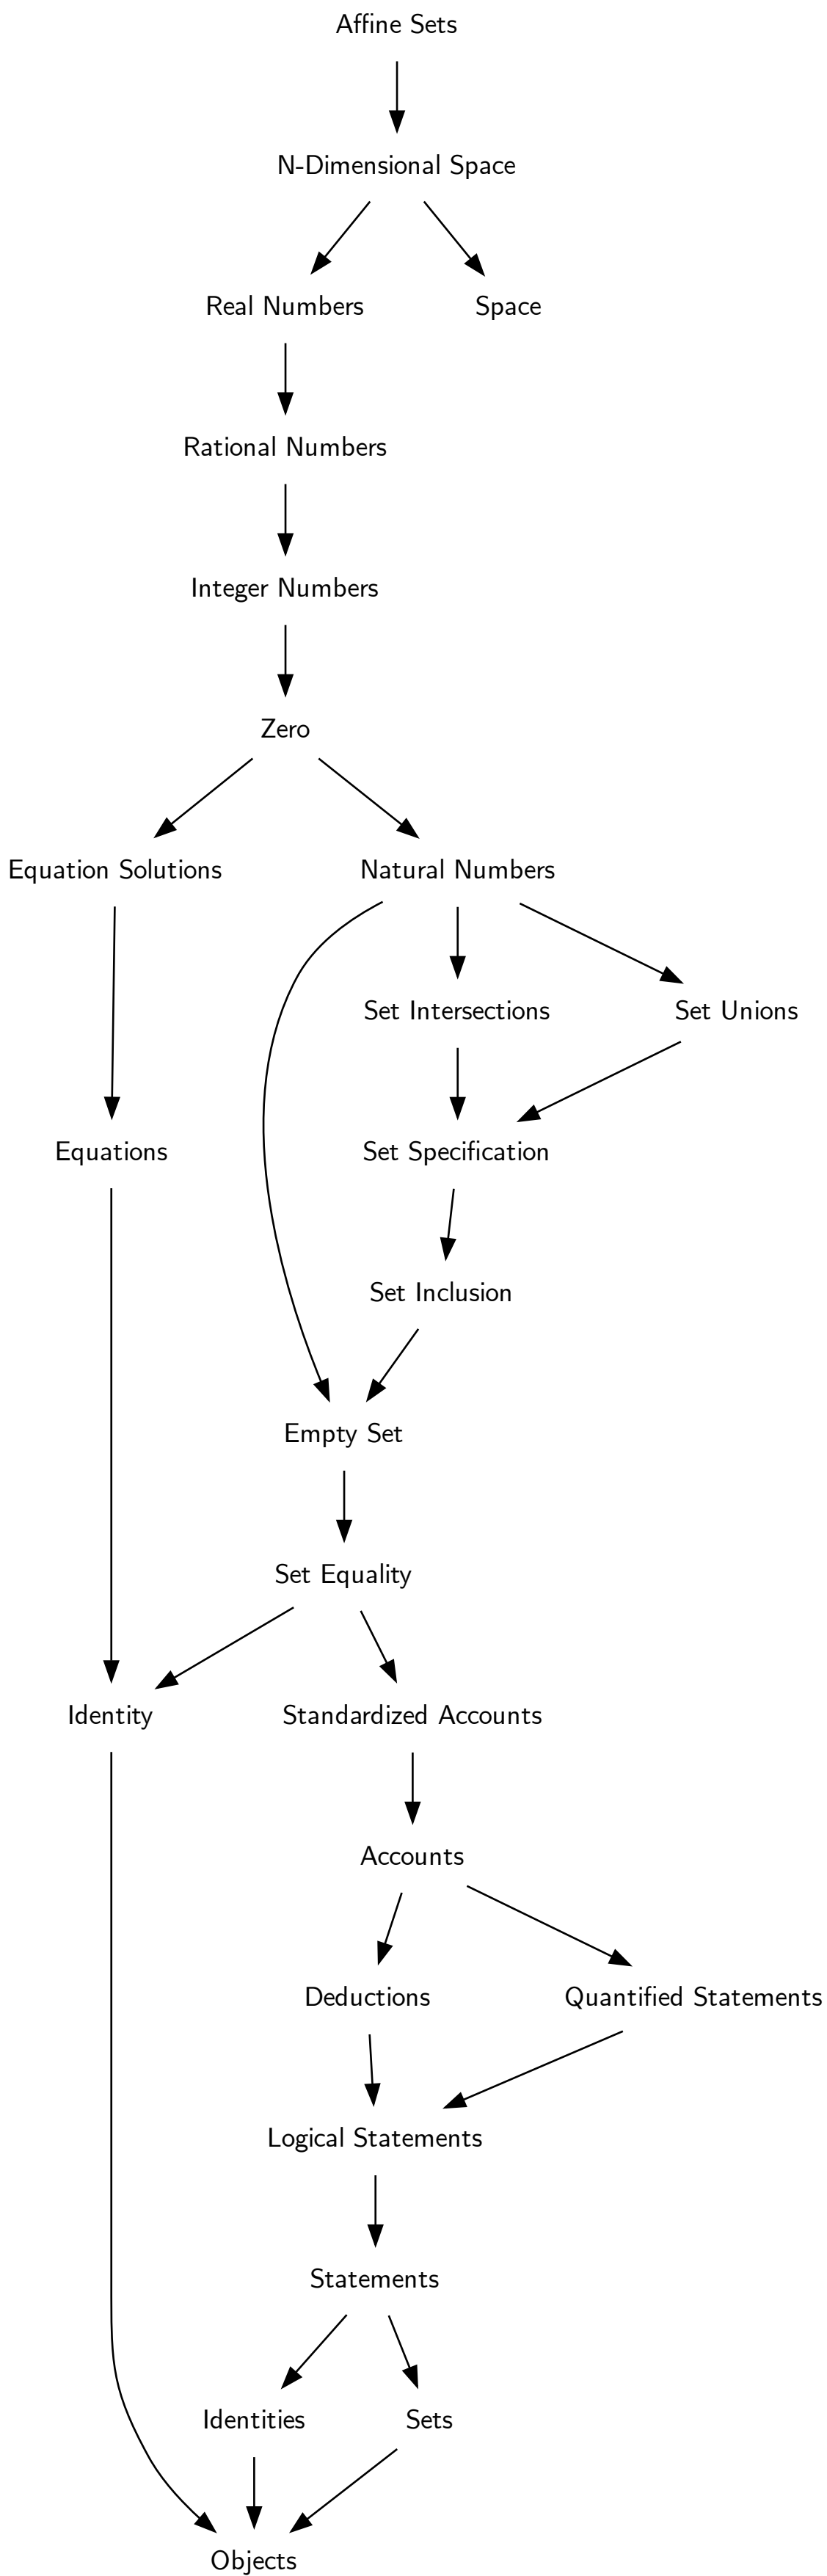 Affine Sets
N-Dimensional Space
Real Numbers
Space
Rational Numbers
Integer Numbers
Zero
Equation Solutions
Natural Numbers
Set Intersections
Set Unions
Equations
Set Specification
Set Inclusion
Empty Set
Set Equality
Identity
Standardized Accounts
Accounts
Deductions
Quantified Statements
Logical Statements
Statements
Identities
Sets
Objects